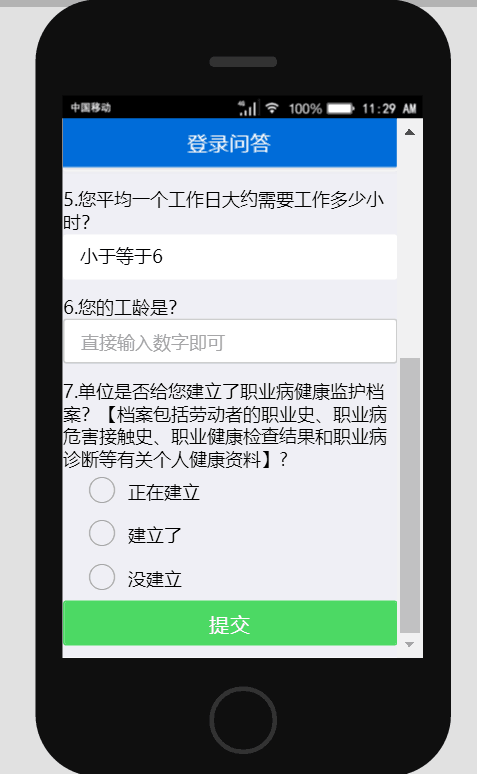 中国移动 4G 100% 11:29 AM
登录问答
5.您平均一个工作日大约需要工作多少小
时？
小于等于6
6.您的工龄是？
直接输入数字即可
7.单位是否给您建立了职业病健康监护档
案？【档案包括劳动者的职业史、职业病
危害接触史、职业健康检查结果和职业病
诊断等有关个人健康资料】？
正在建立
建立了
没建立
提交